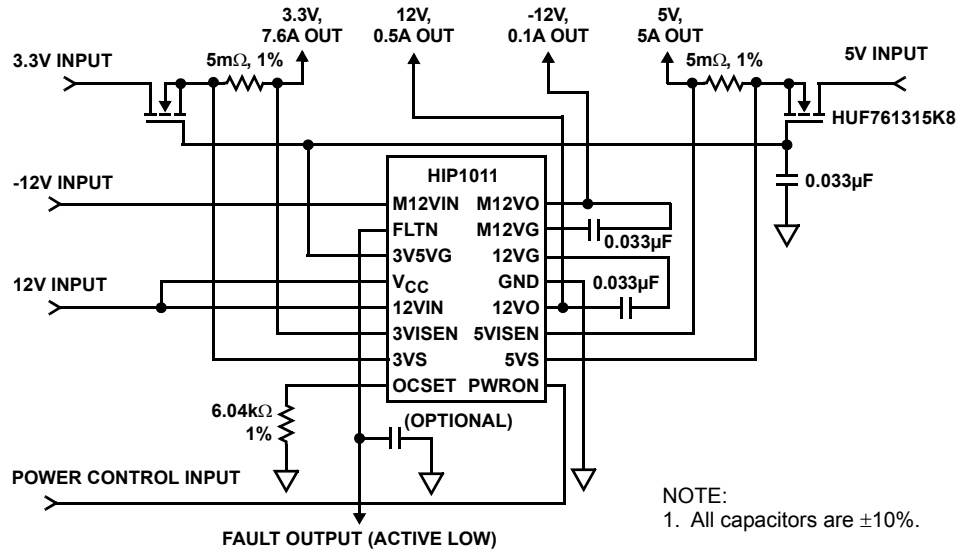 3.3V,
7.6A OUT
12V,
0.5A OUT
-12V,
0.1A OUT
5V,
5A OUT
3.3V INPUT
5mΩ, 1%
5mΩ, 1%
5V INPUT
HUF761315K8
HIP1011
0.033µF
-12V INPUT
M12VIN
M12VO
FLTN
M12VG
0.033µF
3V5VG
12VG
12V INPUT
VCC
GND
0.033µF
12VIN
12VO
3VISEN
5VISEN
3VS
5VS
OCSET
PWRON
6.04kΩ
1%
(OPTIONAL)
POWER CONTROL INPUT
NOTE:
1. All capacitors are ±10%.
FAULT OUTPUT (ACTIVE LOW)